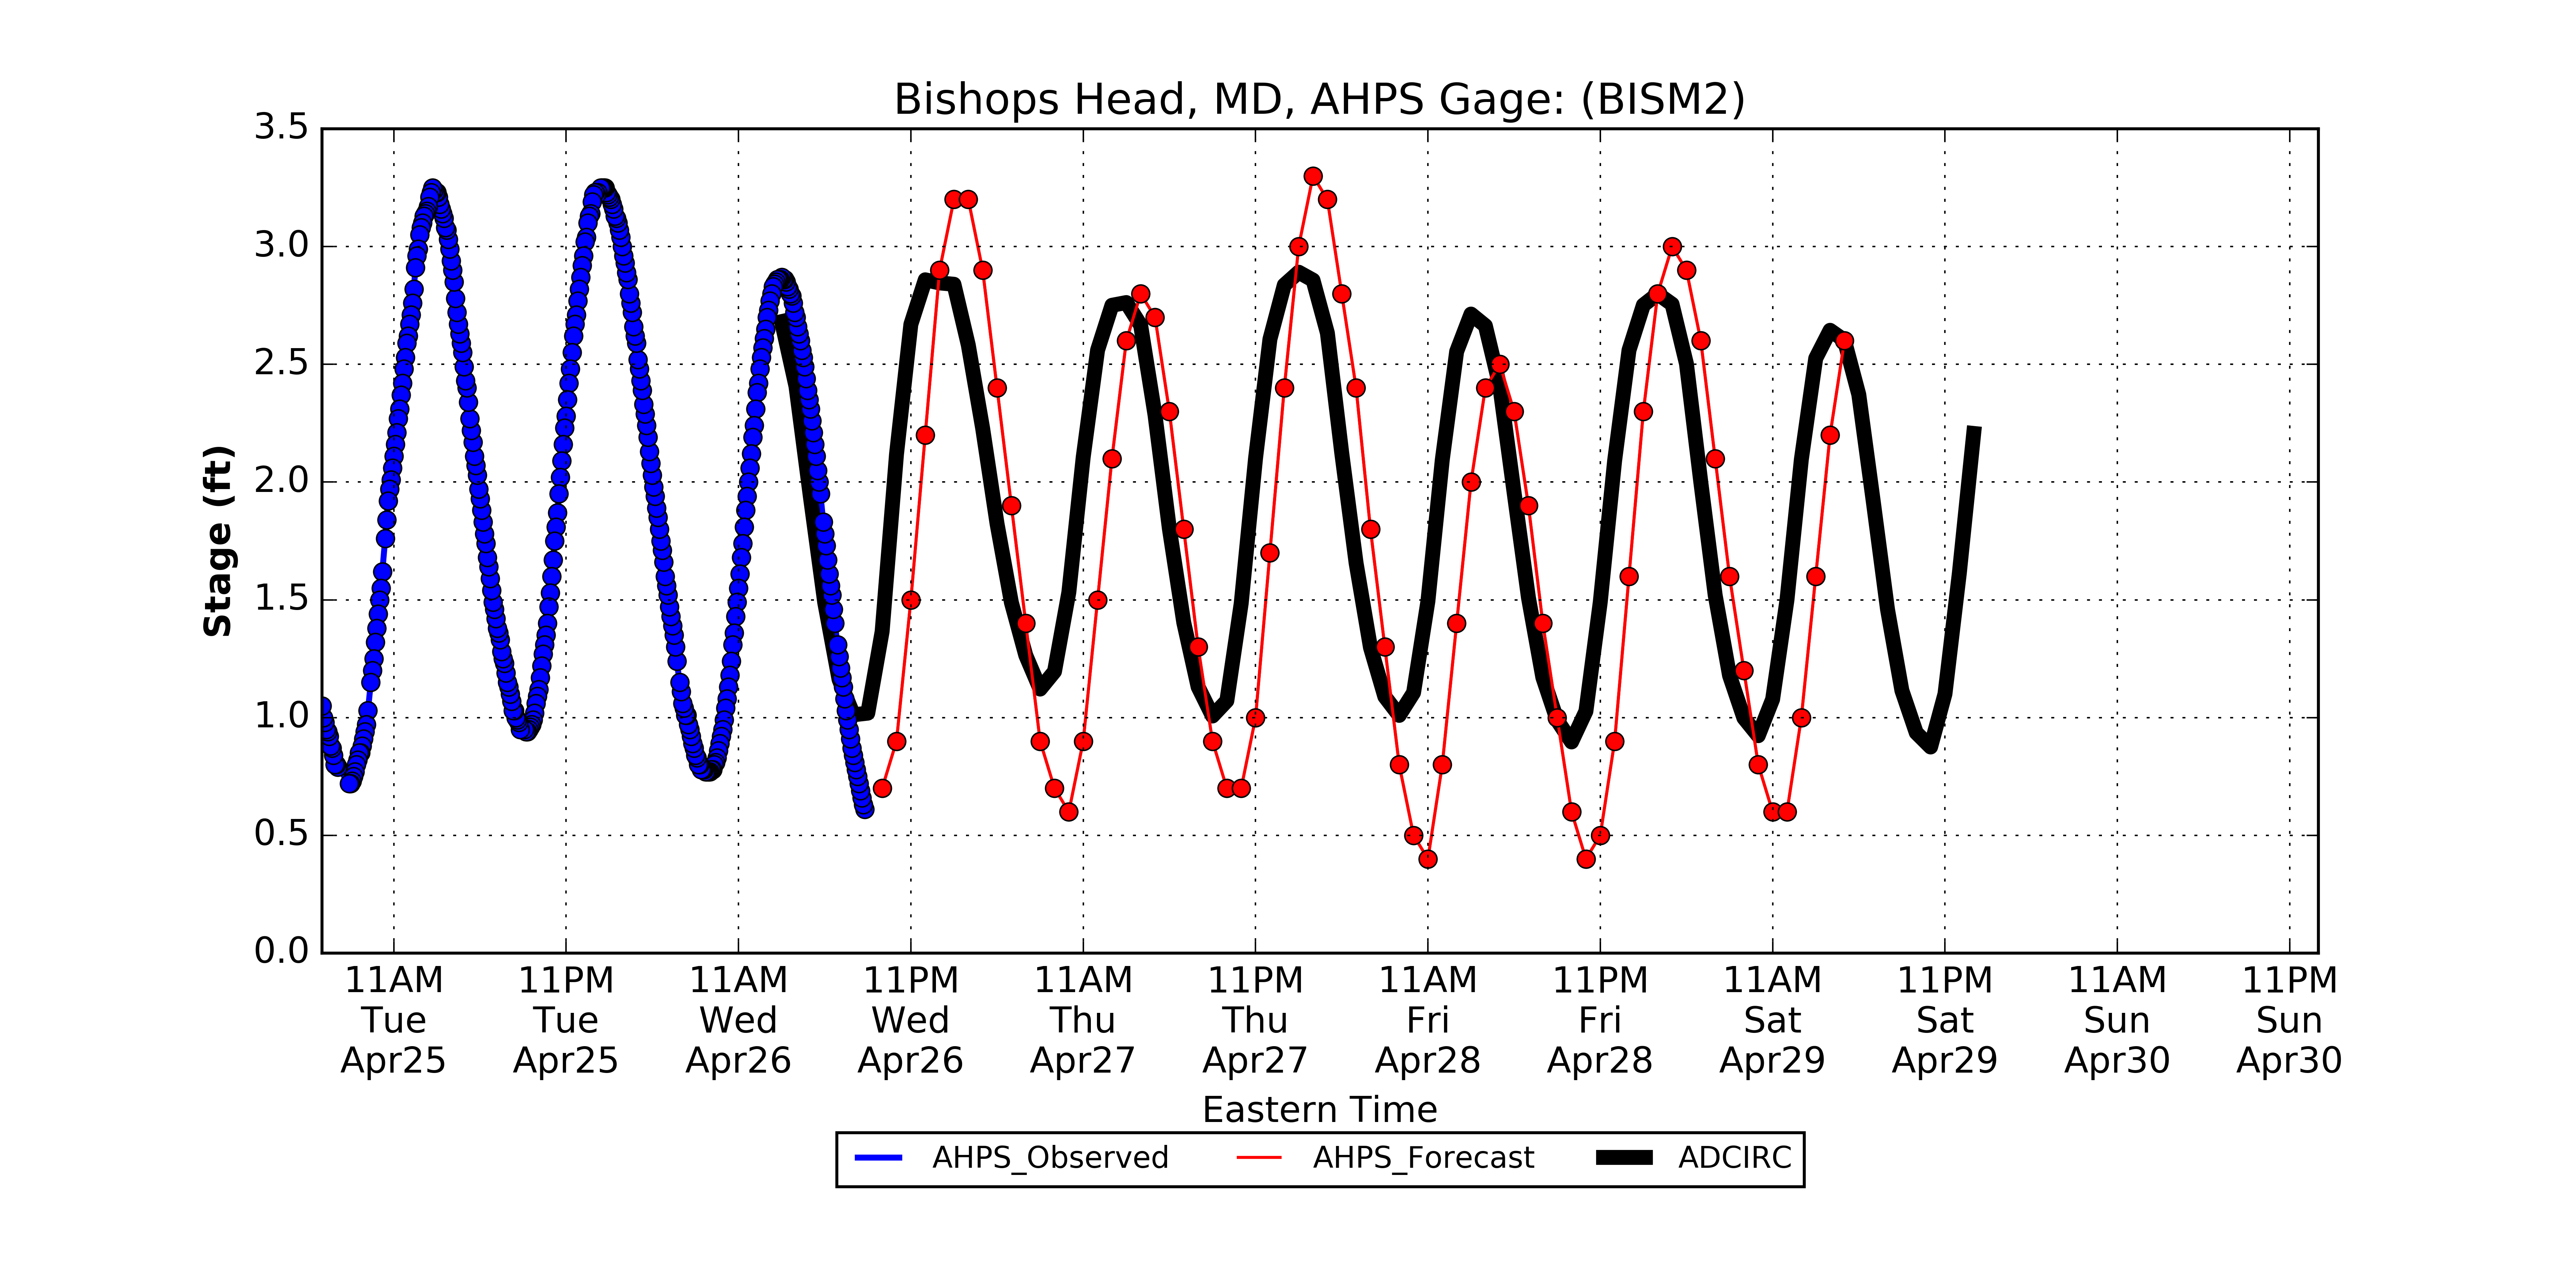 Bishops Head, MD, AHPS Gage: (BISM2)
3.5
3.0
2.5
2.0
1.5
1.0
0.5
0.0
Stage (ft)
11AM 11PM 11AM 11PM 11AM 11PM 11AM 11PM 11AM 11PM 11AM 11PM
Tue Tue Wed Wed Thu Thu Fri Fri Sat Sat Sun Sun
Apr25 Apr25 Apr26 Apr26 Apr27 Apr27 Apr28 Apr28 Apr29 Apr29 Apr30 Apr30
Eastern Time
AHPS_Observed AHPS_Forecast ADCIRC